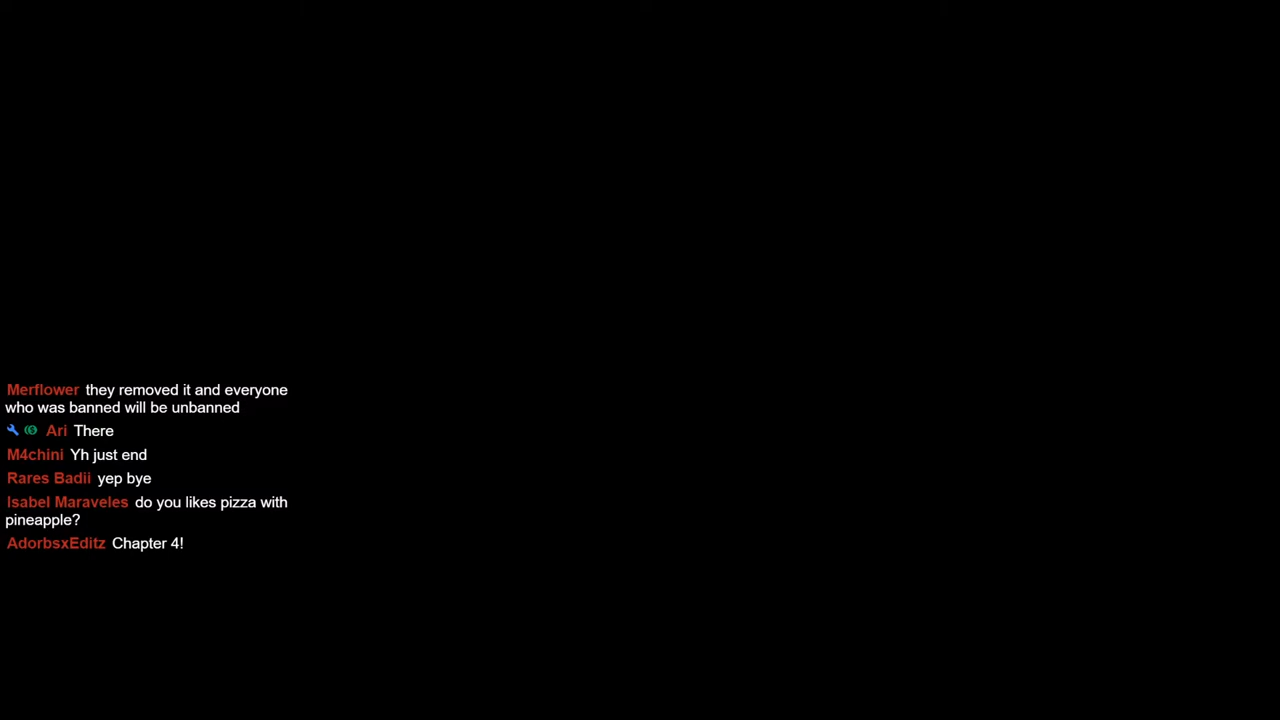 Merflower they removed it and everyone
who was banned will be unbanned
Ari There
M4chini Yh just end
Rares Badii yep bye
Isabel Maraveles do you likes pizza with
pineapple?
AdorbsxEditz Chapter 4!